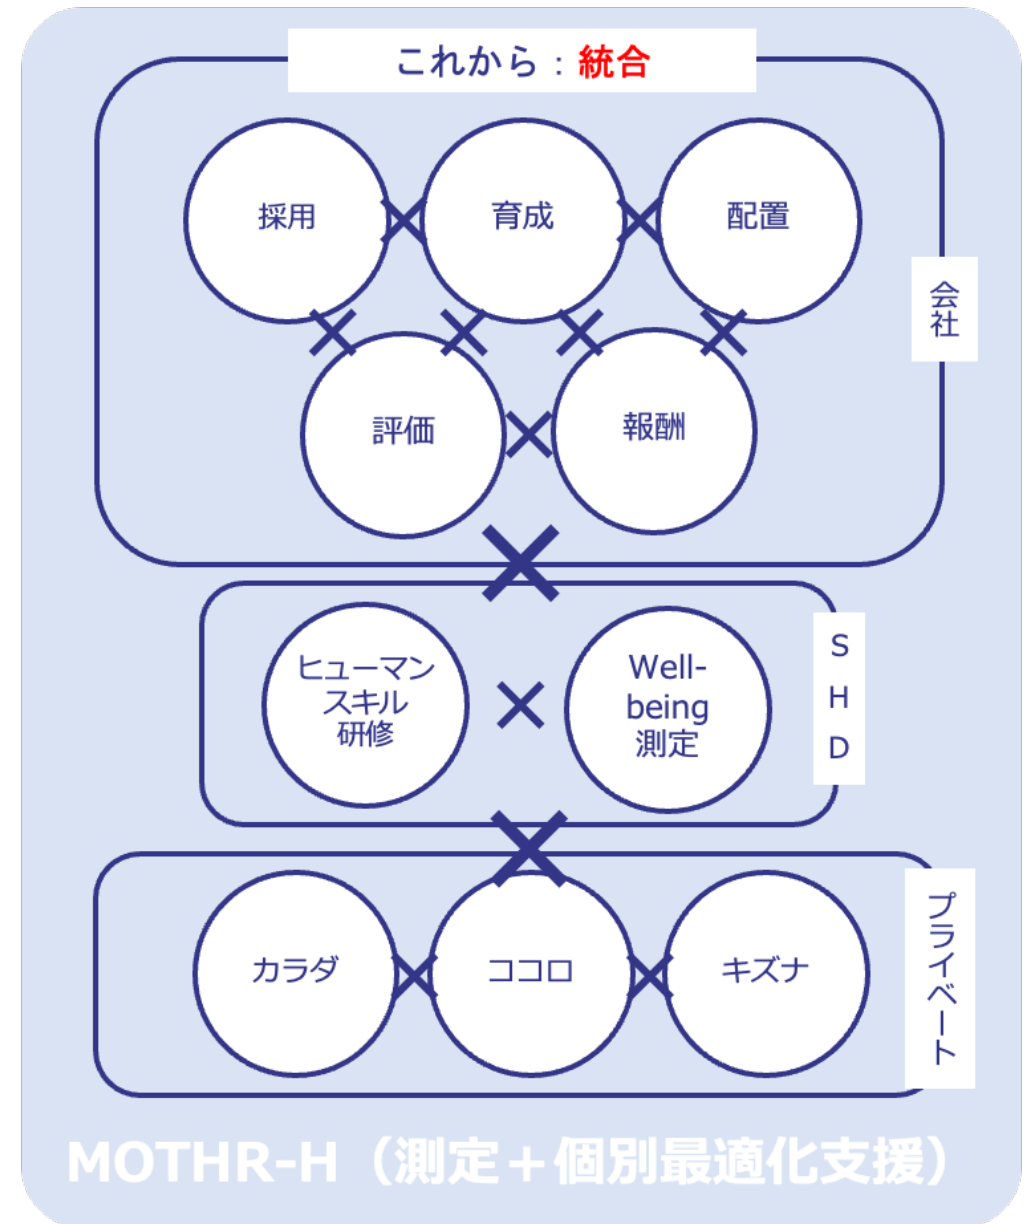 これから：統合
採用
育成
配置
会社
評価
報酬
ヒューマン
スキル
研修
Well-
being
測定
SHD
カラダ
ココロ
キズナ
プライベート
MOTHR-H（測定＋個別最適化支援）